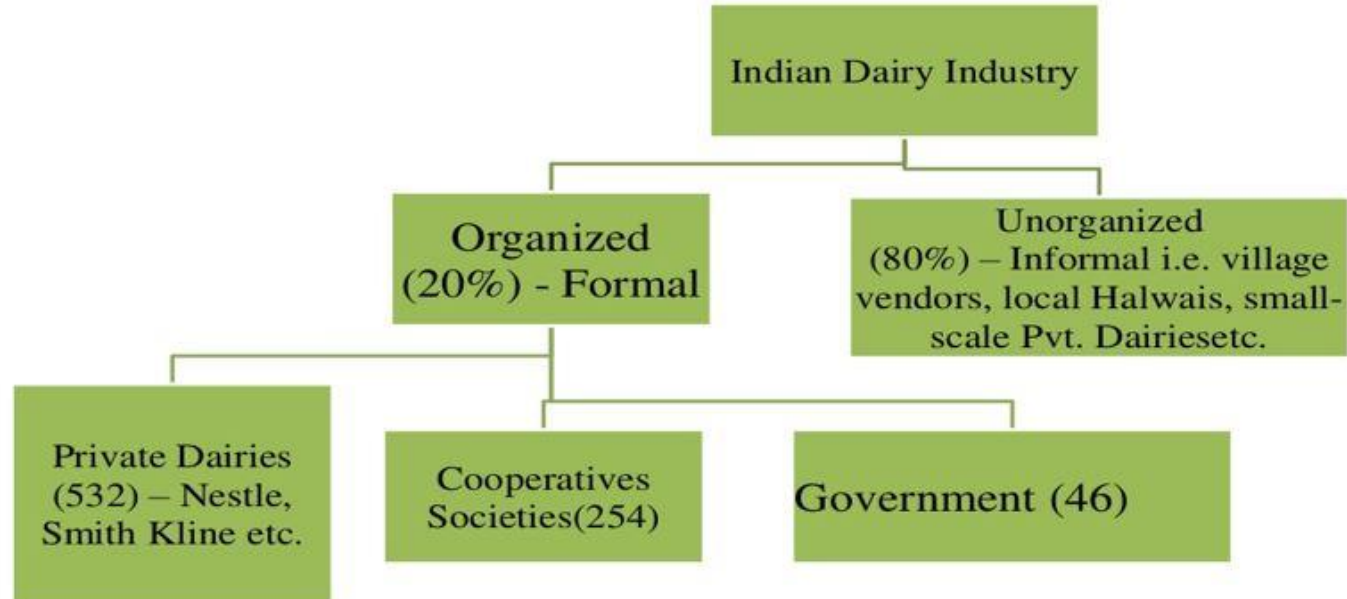 Indian Dairy Industry
Organized
(20%) - Formal
Unorganized
(80%) – Informal i.e. village
vendors, local Halwais, small-
scale Pvt. Dairiesetc.
Private Dairies
(532) – Nestle,
Smith Kline etc.
Cooperatives
Societies(254)
Government (46)